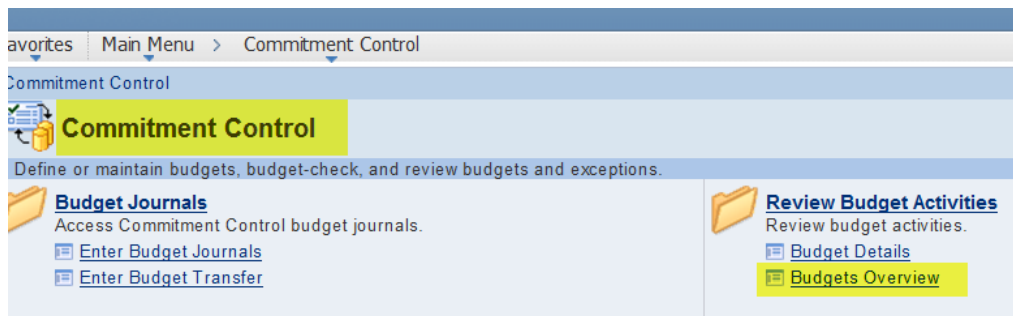 avorites Main Menu > Commitment Control
Commitment Control
Commitment Control
Define or maintain budgets, budget-check, and review budgets and exceptions.
Budget Journals
Access Commitment Control budget journals.
Enter Budget Journals
Enter Budget Transfer
Review Budget Activities
Review budget activities.
Budget Details
Budgets Overview